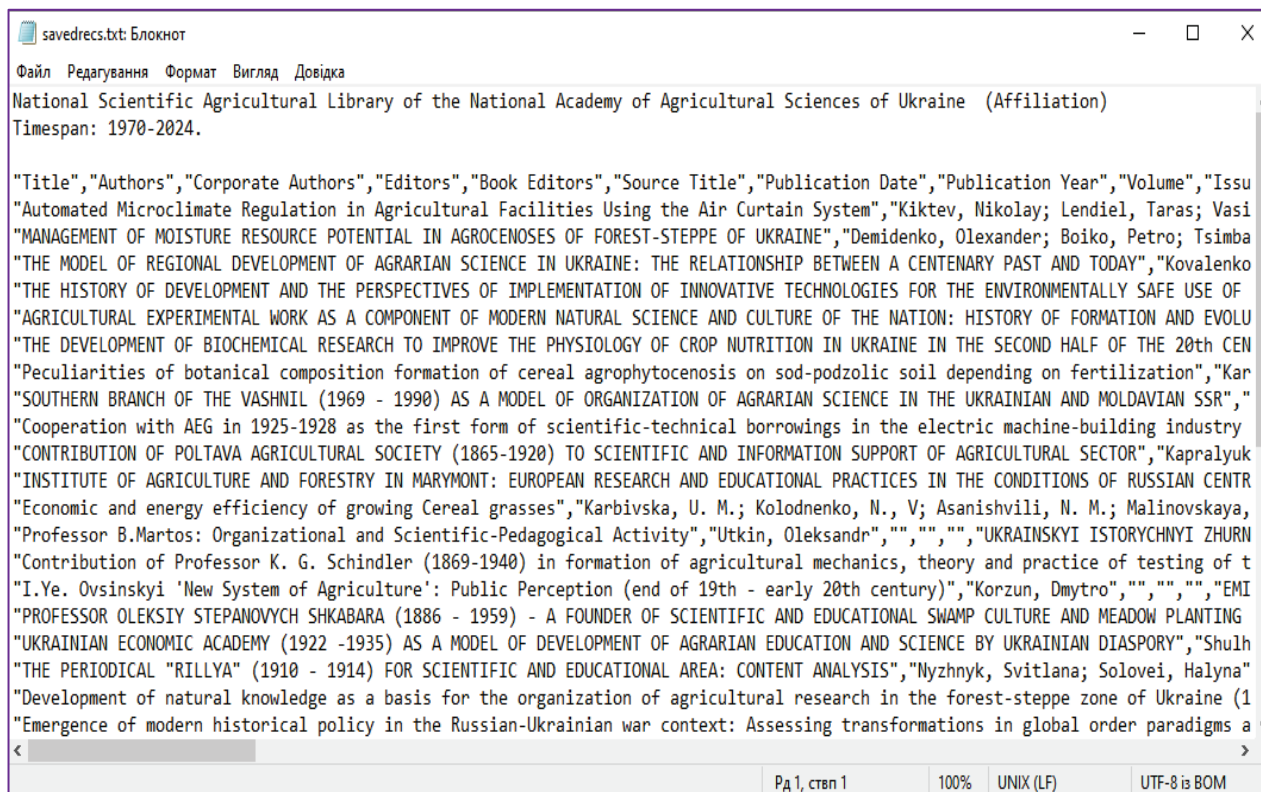 savedrecs.txt: Блокнот
Файл Редагування Формат Вигляд Довідка
National Scientific Agricultural Library of the National Academy of Agricultural Sciences of Ukraine (Affiliation)
Timespan: 1970-2024.
"Title","Authors","Corporate Authors","Editors","Book Editors","Source Title","Publication Date","Publication Year","Volume","Issu
"Automated Microclimate Regulation in Agricultural Facilities Using the Air Curtain System","Kiktev, Nikolay; Lendiel, Taras; Vasi
"MANAGEMENT OF MOISTURE RESOURCE POTENTIAL IN AGROCENOSES OF FOREST-STEPPE OF UKRAINE","Demidenko, Olexander; Boiko, Petro; Tsimba
"THE MODEL OF REGIONAL DEVELOPMENT OF AGRARIAN SCIENCE IN UKRAINE: THE RELATIONSHIP BETWEEN A CENTENARY PAST AND TODAY","Kovalenko
"THE HISTORY OF DEVELOPMENT AND THE PERSPECTIVES OF IMPLEMENTATION OF INNOVATIVE TECHNOLOGIES FOR THE ENVIRONMENTALLY SAFE USE OF
"AGRICULTURAL EXPERIMENTAL WORK AS A COMPONENT OF MODERN NATURAL SCIENCE AND CULTURE OF THE NATION: HISTORY OF FORMATION AND EVOLU
"THE DEVELOPMENT OF BIOCHEMICAL RESEARCH TO IMPROVE THE PHYSIOLOGY OF CROP NUTRITION IN UKRAINE IN THE SECOND HALF OF THE 20th CEN
"Peculiarities of botanical composition formation of cereal agrophytocenosis on sod-podzolic soil depending on fertilization","Kar
"SOUTHERN BRANCH OF THE VASHNIL (1969 - 1990) AS A MODEL OF ORGANIZATION OF AGRARIAN SCIENCE IN THE UKRAINIAN AND MOLDAVIAN SSR","
"Cooperation with AEG in 1925-1928 as the first form of scientific-technical borrowings in the electric machine-building industry
"CONTRIBUTION OF POLTAVA AGRICULTURAL SOCIETY (1865-1920) TO SCIENTIFIC AND INFORMATION SUPPORT OF AGRICULTURAL SECTOR","Kapralyuk
"INSTITUTE OF AGRICULTURE AND FORESTRY IN MARYMONT: EUROPEAN RESEARCH AND EDUCATIONAL PRACTICES IN THE CONDITIONS OF RUSSIAN CENTR
"Economic and energy efficiency of growing Cereal grasses","Karbivska, U. M.; Kolodnenko, N., V; Asanishvili, N. M.; Malinovskaya,
"Professor B.Martos: Organizational and Scientific-Pedagogical Activity","Utkin, Oleksandr","","","","UKRAINSKYI ISTORYCHNYI ZHURN
"Contribution of Professor K. G. Schindler (1869-1940) in formation of agricultural mechanics, theory and practice of testing of t
"I.Ye. Ovsinskyi 'New System of Agriculture': Public Perception (end of 19th - early 20th century)","Korzun, Dmytro","","","","EMI
"PROFESSOR OLEKSIY STEPANOVYCH SHKABARA (1886 - 1959) - A FOUNDER OF SCIENTIFIC AND EDUCATIONAL SWAMP CULTURE AND MEADOW PLANTING
"UKRAINIAN ECONOMIC ACADEMY (1922 -1935) AS A MODEL OF DEVELOPMENT OF AGRARIAN EDUCATION AND SCIENCE BY UKRAINIAN DIASPORY","Shulh
"THE PERIODICAL "RILLYA" (1910 - 1914) FOR SCIENTIFIC AND EDUCATIONAL AREA: CONTENT ANALYSIS","Nyzhnyk, Svitlana; Solovei, Halyna"
"Development of natural knowledge as a basis for the organization of agricultural research in the forest-steppe zone of Ukraine (1
"Emergence of modern historical policy in the Russian-Ukrainian war context: Assessing transformations in global order paradigms a
Рд 1, ствп 1 100% UNIX (LF) UTF-8 із BOM